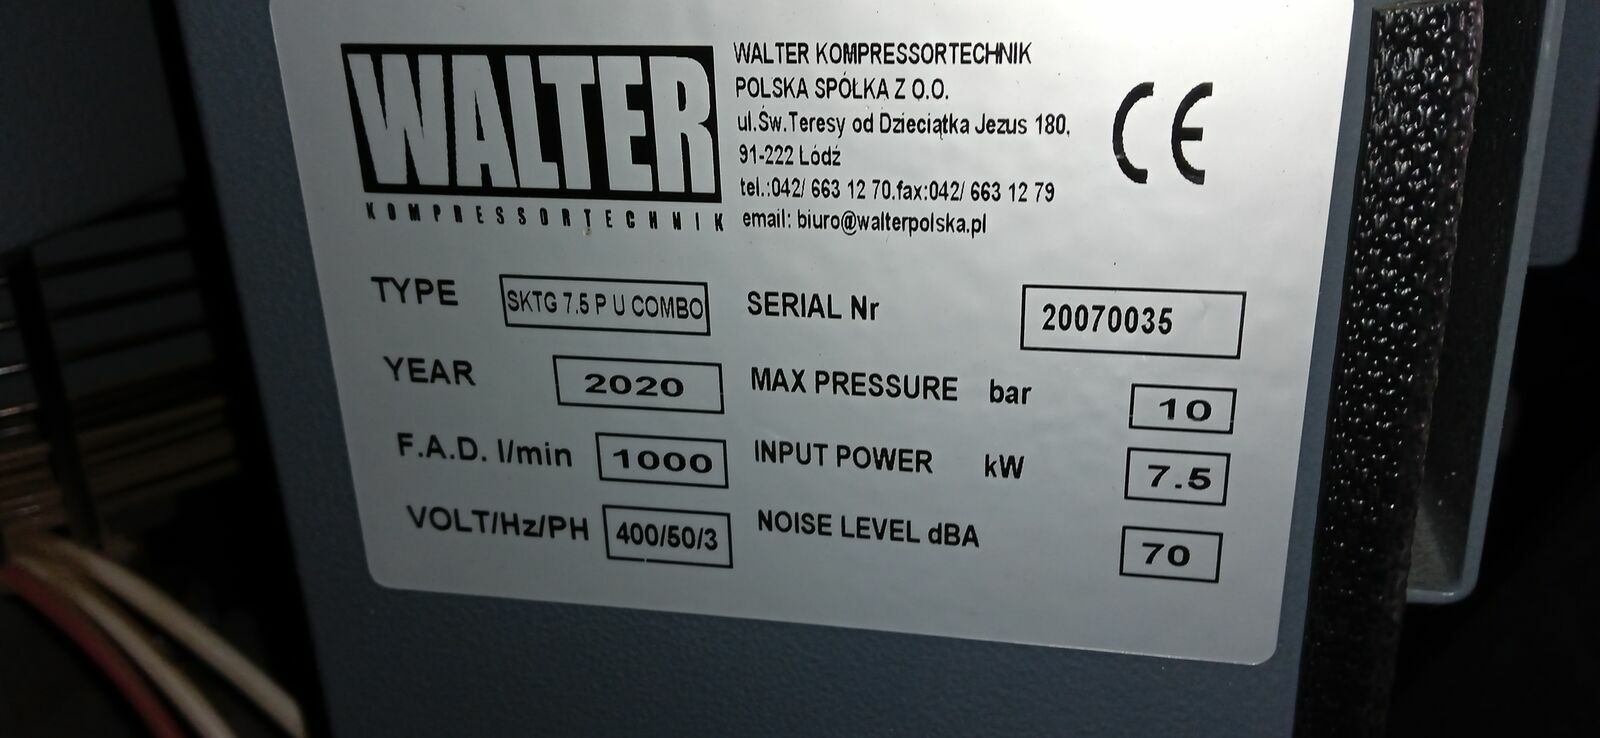 WALTER
KOMPRESSORTECHNIK
WALTER KOMPRESSORTECHNIK
POLSKA SPÓŁKA Z O.O.
ul.Św.Teresy od Dzieciątka Jezus 180,
91-222 Łódź
tel.:042/ 663 12 70.fax:042/ 663 12 79
email: biuro@walterpolska.pl
CE
TYPE SKTG 7.5 P U COMBO SERIAL Nr 20070035
YEAR 2020 MAX PRESSURE bar 10
F.A.D. l/min 1000 INPUT POWER kW 7.5
VOLT/Hz/PH 400/50/3 NOISE LEVEL dBA 70